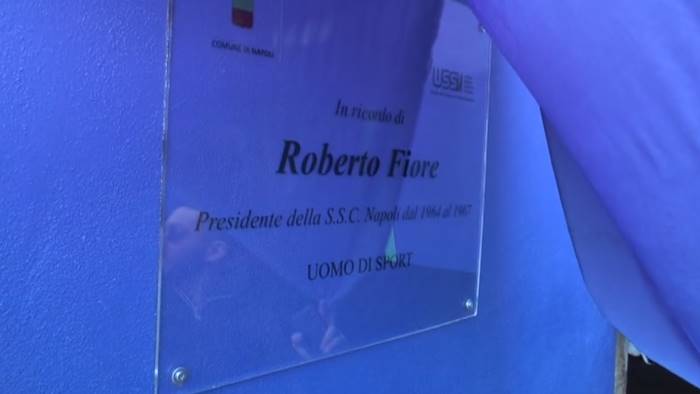 COMUNE DI NAPOLI
USSI
In ricordo di
Roberto Fiore
Presidente della S.S.C. Napoli dal 1964 al 1967
UOMO DI SPORT